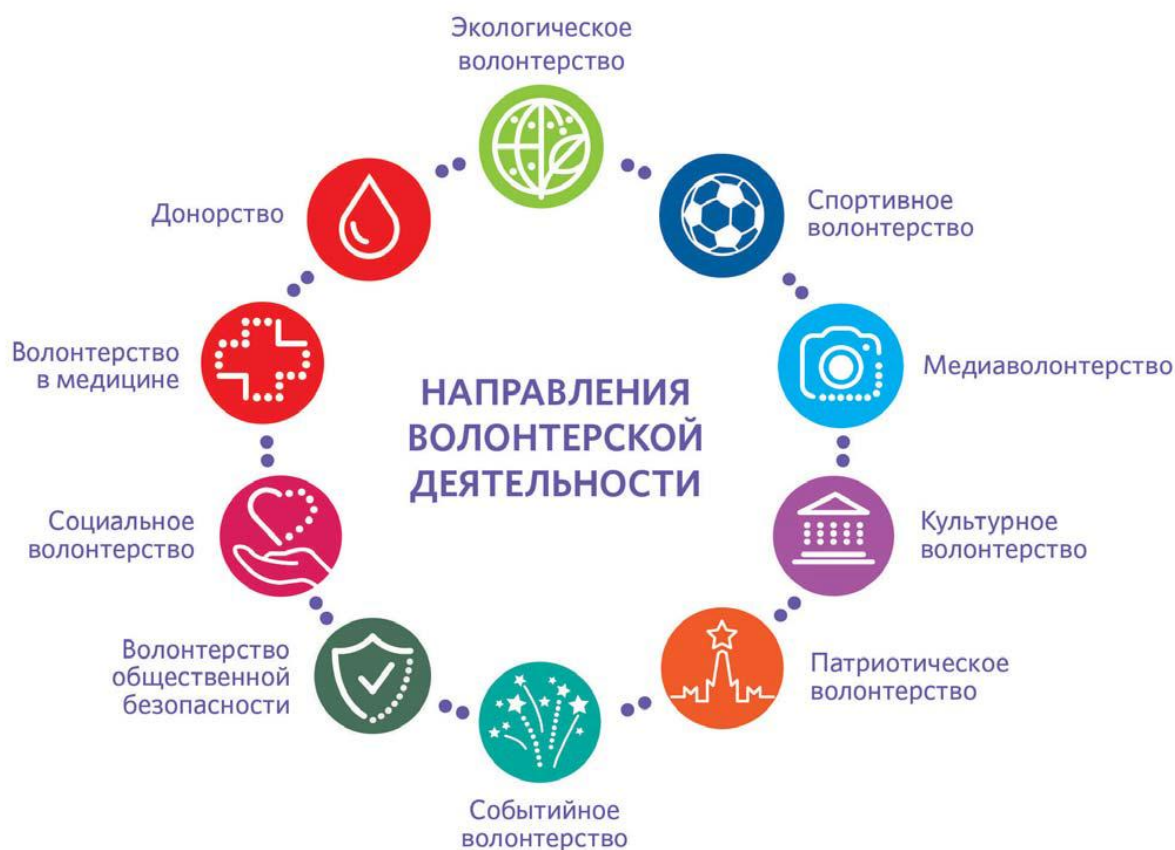 Экологическое
волонтерство
Донорство
Спортивное
волонтерство
Волонтерство
в медицине
Медиаволонтерство
НАПРАВЛЕНИЯ
ВОЛОНТЕРСКОЙ
ДЕЯТЕЛЬНОСТИ
Социальное
волонтерство
Культурное
волонтерство
Волонтерство
общественной
безопасности
Патриотическое
волонтерство
Событийное
волонтерство